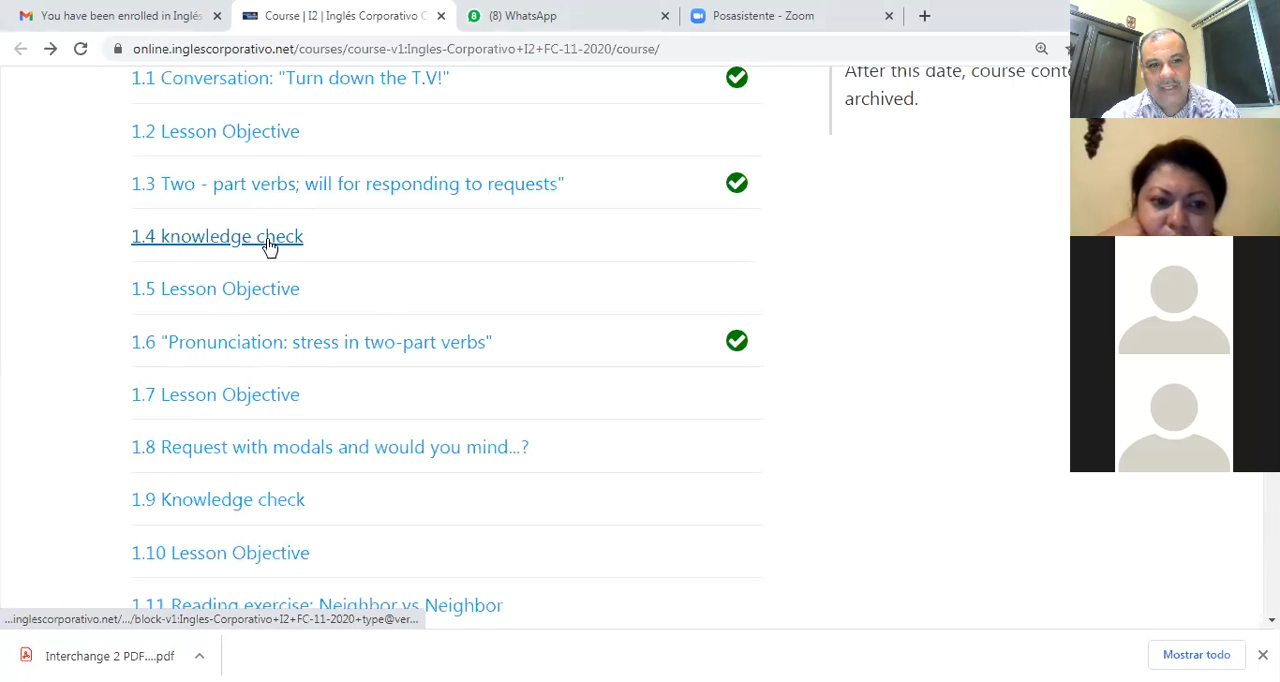 You have been enrolled in Inglés
Course | I2 | Inglés Corporativo C
(8) WhatsApp
Posasistente - Zoom
online.inglescorporativo.net/courses/course-v1:Ingles-Corporativo+I2+FC-11-2020/course/
1.1 Conversation: "Turn down the T.V!"
After this date, course conte
archived.
1.2 Lesson Objective
1.3 Two - part verbs; will for responding to requests"
1.4 knowledge check
1.5 Lesson Objective
1.6 "Pronunciation: stress in two-part verbs"
1.7 Lesson Objective
1.8 Request with modals and would you mind...?
1.9 Knowledge check
1.10 Lesson Objective
1.11 Reading exercise: Neighbor vs Neighbor
...inglescorporativo.net/.../block-v1:Ingles-Corporativo+I2+FC-11-2020+type@ver...
Interchange 2 PDF....pdf
Mostrar todo